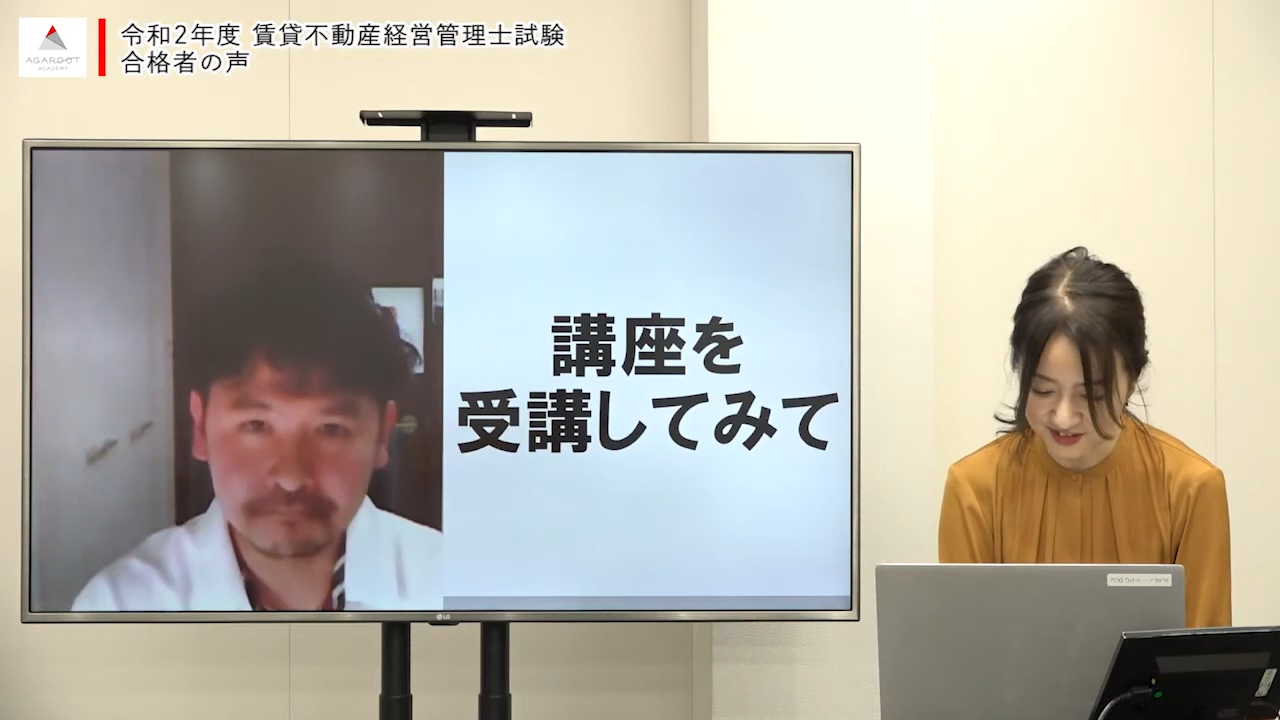 AGAROOT
ACADEMY
令和2年度 賃貸不動産経営管理士試験
合格者の声
講座を
受講してみて
LG